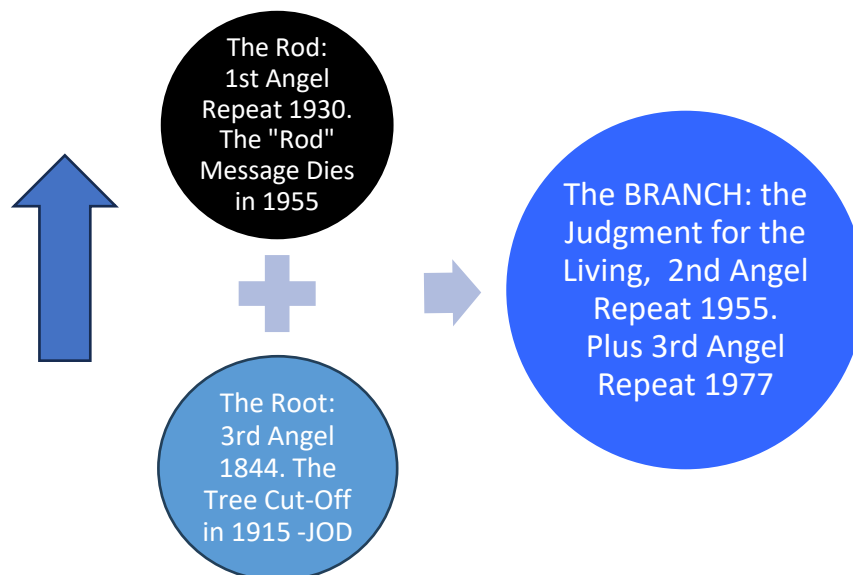 The Rod:
1st Angel
Repeat 1930.
The "Rod"
Message Dies
in 1955
The Root:
3rd Angel
1844. The
Tree Cut-Off
in 1915 -JOD
The BRANCH: the
Judgment for the
Living, 2nd Angel
Repeat 1955.
Plus 3rd Angel
Repeat 1977